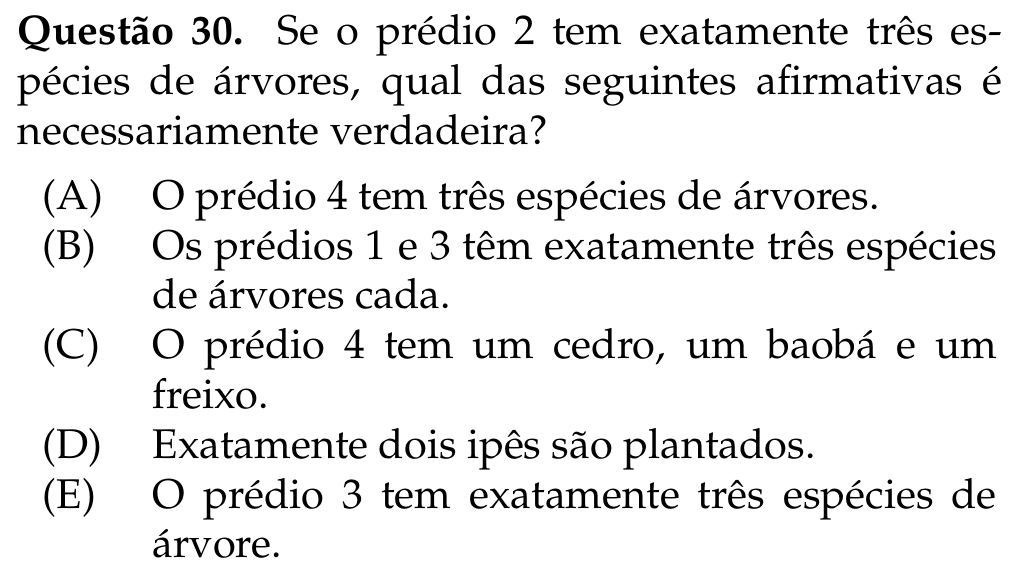 Questão 30. Se o prédio 2 tem exatamente três es-
pécies de árvores, qual das seguintes afirmativas é
necessariamente verdadeira?
(A) O prédio 4 tem três espécies de árvores.
(B) Os prédios 1 e 3 têm exatamente três espécies
de árvores cada.
(C) O prédio 4 tem um cedro, um baobá e um
freixo.
(D) Exatamente dois ipês são plantados.
(E) O prédio 3 tem exatamente três espécies de
árvore.